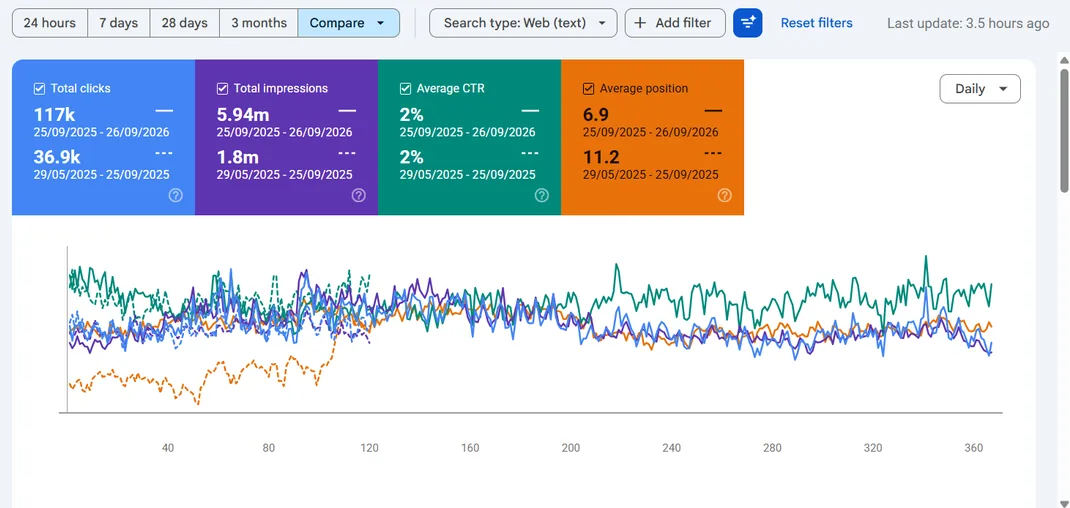 24 hours 7 days 28 days 3 months Compare Search type: Web (text) Add filter Reset filters Last update: 3.5 hours ago
Total clicks Total impressions Average CTR Average position Daily
117k 5.94m 2% 6.9
25/09/2025 - 26/09/2026 25/09/2025 - 26/09/2026 25/09/2025 - 26/09/2026 25/09/2025 - 26/09/2026
36.9k 1.8m 2% 11.2
29/05/2025 - 25/09/2025 29/05/2025 - 25/09/2025 29/05/2025 - 25/09/2025 29/05/2025 - 25/09/2025
40 80 120 160 200 240 280 320 360